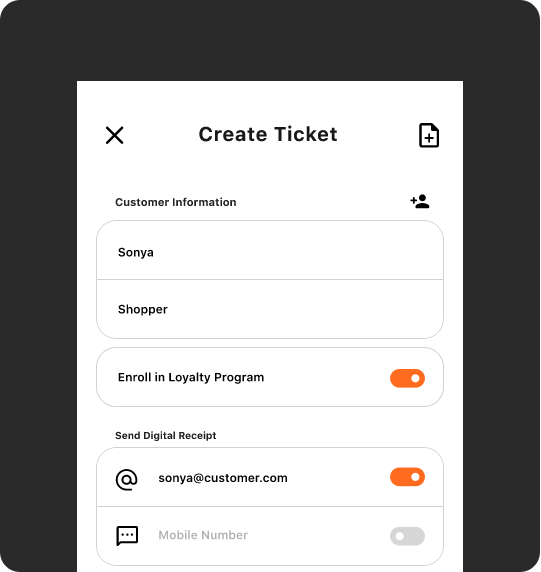 Create Ticket
Customer Information
Sonya
Shopper
Enroll in Loyalty Program
Send Digital Receipt
sonya@customer.com
Mobile Number